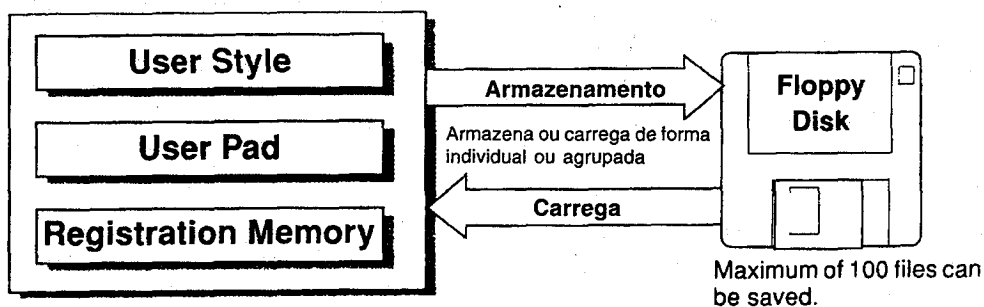 User Style
User Pad
Registration Memory
Armazenamento
Armazena ou carrega de forma
individual ou agrupada
Carrega
Floppy
Disk
Maximum of 100 files can
be saved.